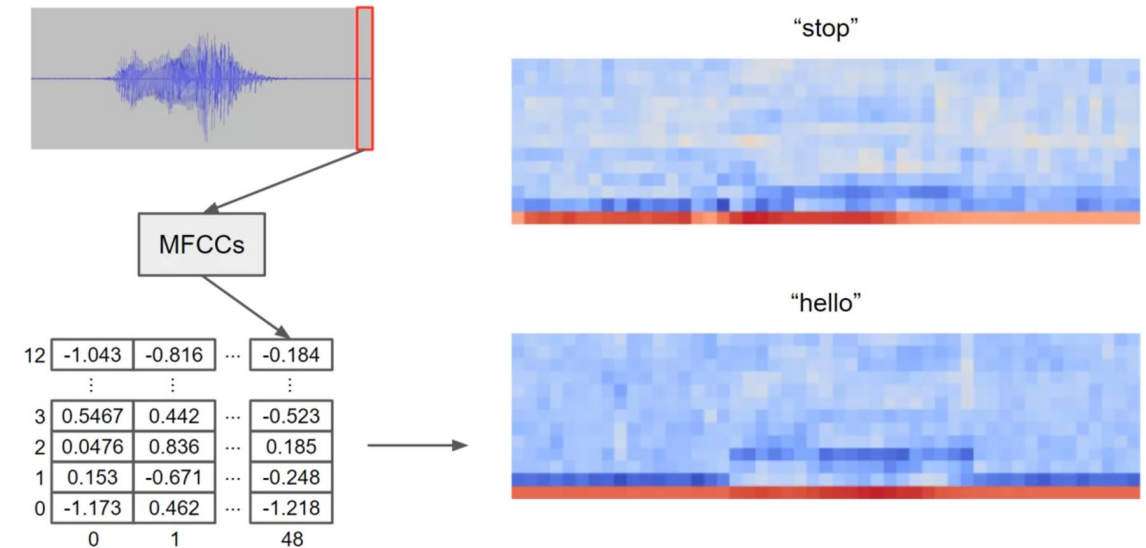 “stop”
MFCCs
“hello”
12 -1.043 -0.816 ... -0.184
⋮ ⋮ ⋮
3 0.5467 0.442 ... -0.523
2 0.0476 0.836 ... 0.185
1 0.153 -0.671 ... -0.248
0 -1.173 0.462 ... -1.218
0 1 48